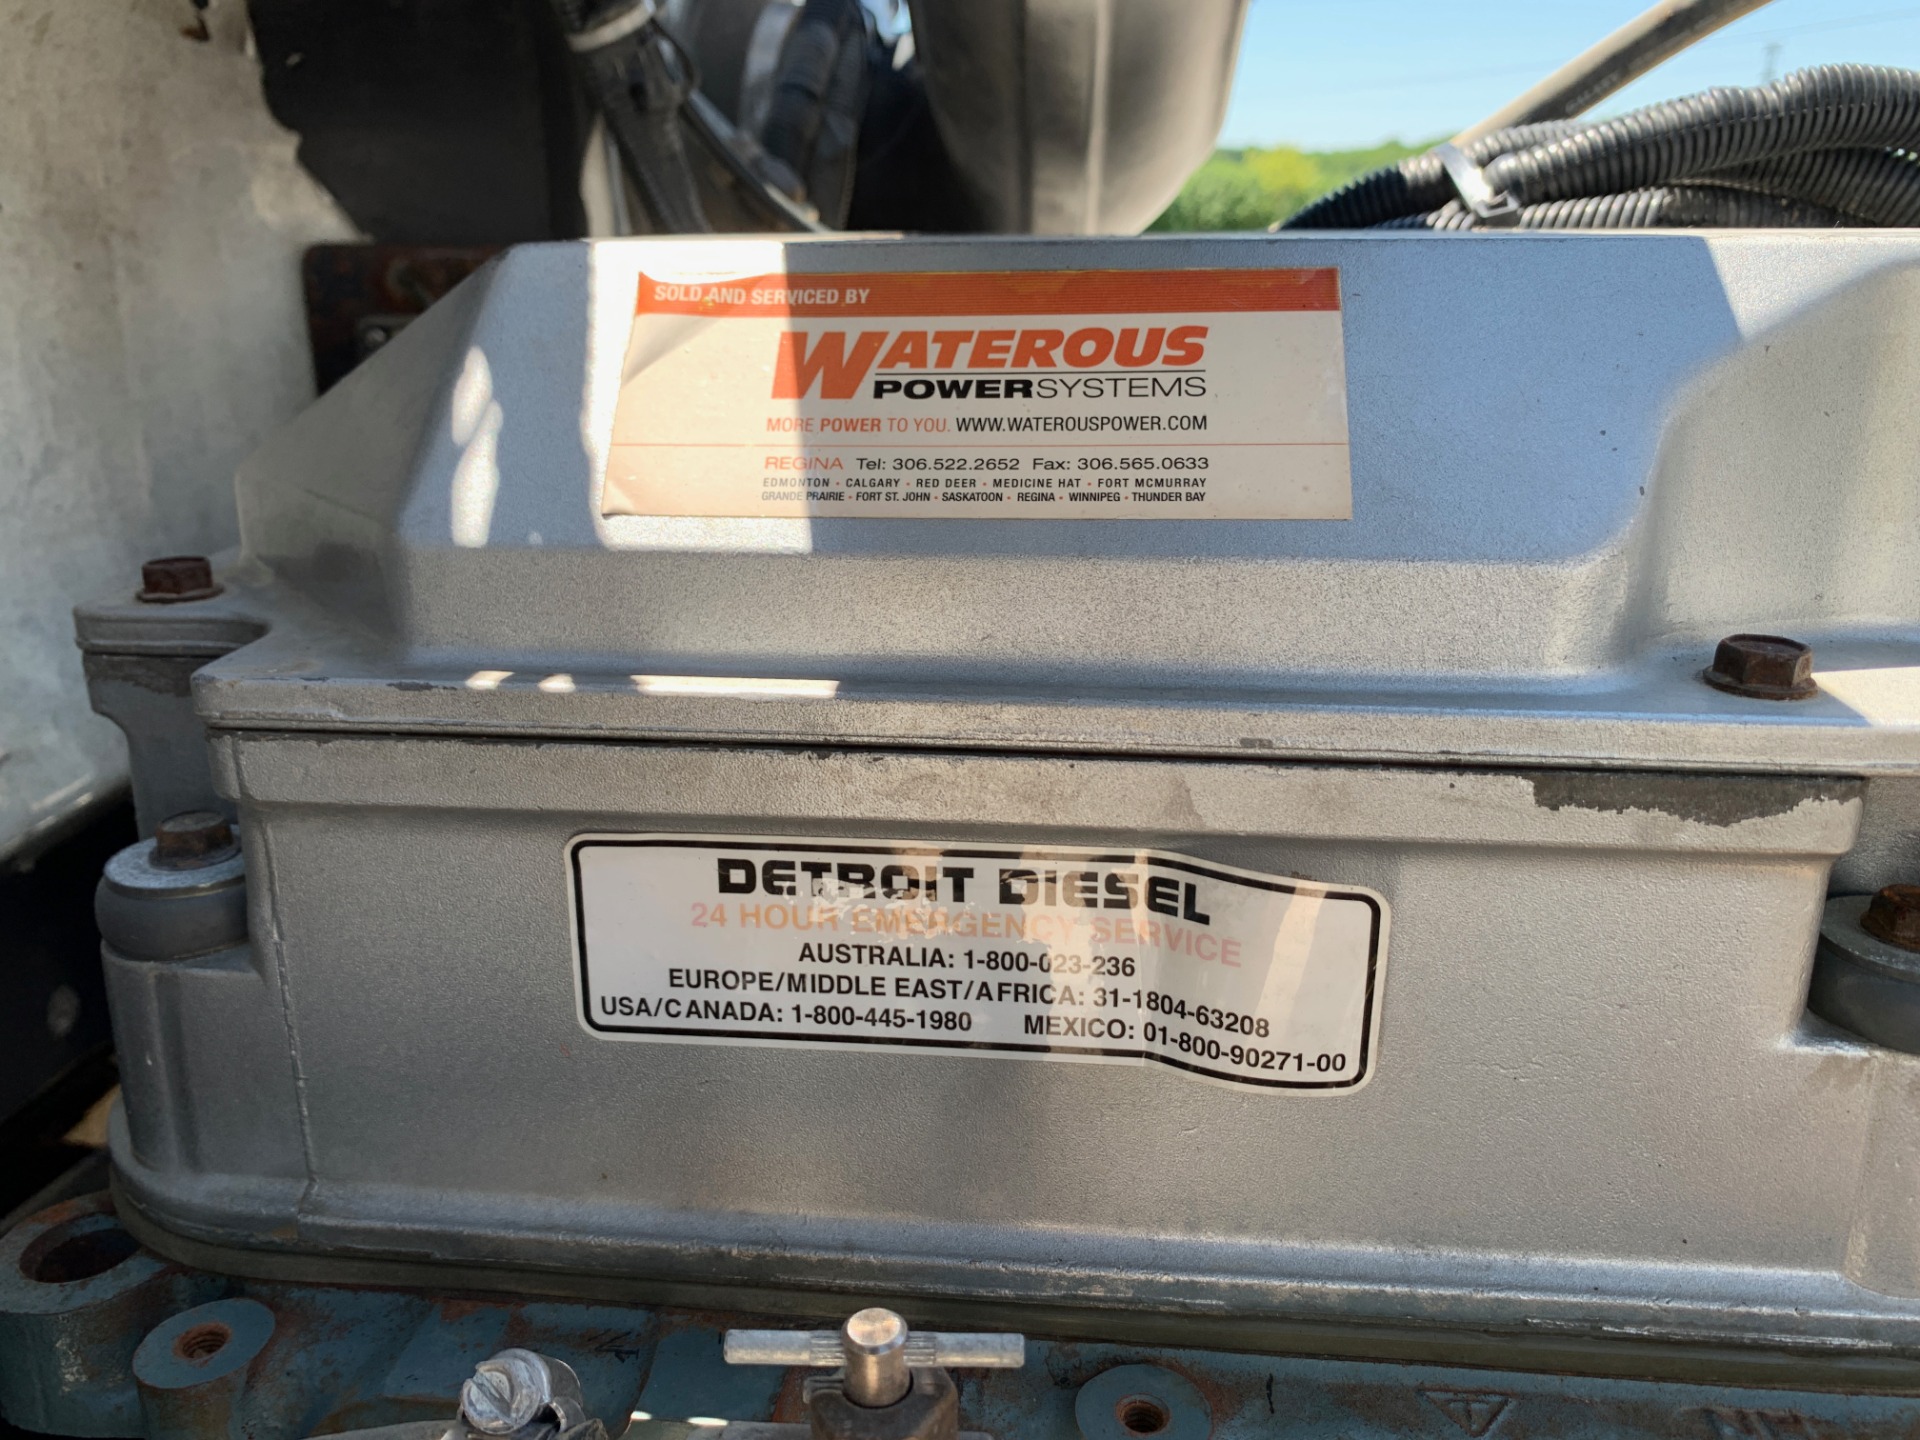 SOLD AND SERVICED BY
WATEROUS
POWERSYSTEMS
MORE POWER TO YOU. WWW.WATEROUSPOWER.COM
REGINA Tel: 306.522.2652 Fax: 306.565.0633
EDMONTON • CALGARY • RED DEER • MEDICINE HAT • FORT MCMURRAY
GRANDE PRAIRIE • FORT ST. JOHN • SASKATOON • REGINA • WINNIPEG • THUNDER BAY
DETROIT DIESEL
24 HOUR EMERGENCY SERVICE
AUSTRALIA: 1-800-023-236
EUROPE/MIDDLE EAST/AFRICA: 31-1804-63208
USA/CANADA: 1-800-445-1980 MEXICO: 01-800-90271-00